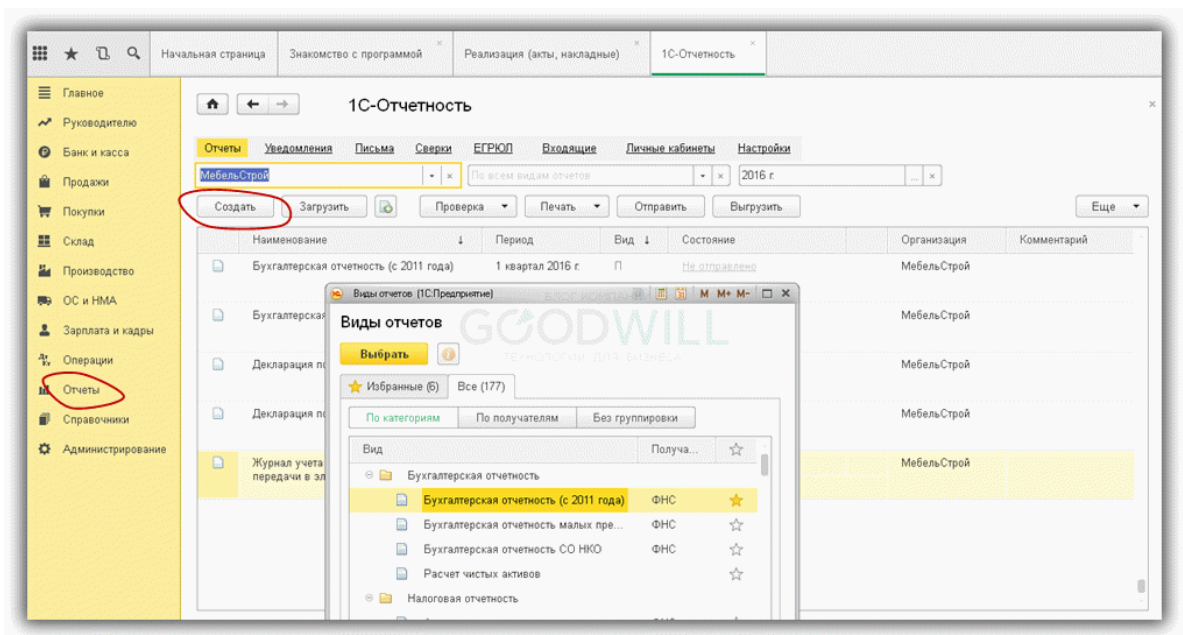 Начальная страница
Знакомство с программой
Реализация (акты, накладные)
1С-Отчетность
Главное
Руководителю
Банк и касса
Продажи
Покупки
Склад
Производство
ОС и НМА
Зарплата и кадры
Операции
Отчеты
Справочники
Администрирование
1С-Отчетность
Отчеты Уведомления Письма Сверки ЕГРЮЛ Входящие Личные кабинеты Настройки
МебельСтрой По всем видам отчетов 2016 г.
Создать Загрузить Проверка Печать Отправить Выгрузить Еще
Наименование Период Вид Состояние Организация Комментарий
Бухгалтерская отчетность (с 2011 года) 1 квартал 2016 г. П Не отправлено МебельСтрой
Бухгалтерская МебельСтрой
Декларация по МебельСтрой
Декларация по МебельСтрой
Журнал учета МебельСтрой
передачи в эл
Виды отчетов (1С:Предприятие) M M+ M-
БЛОГ КОМПАНИИ
Виды отчетов
GOODWILL
ТЕХНОЛОГИИ ДЛЯ БИЗНЕСА
Выбрать
Избранные (6) Все (177)
По категориям По получателям Без группировки
Вид Получа...
Бухгалтерская отчетность
Бухгалтерская отчетность (с 2011 года) ФНС
Бухгалтерская отчетность малых пре... ФНС
Бухгалтерская отчетность СО НКО ФНС
Расчет чистых активов
Налоговая отчетность